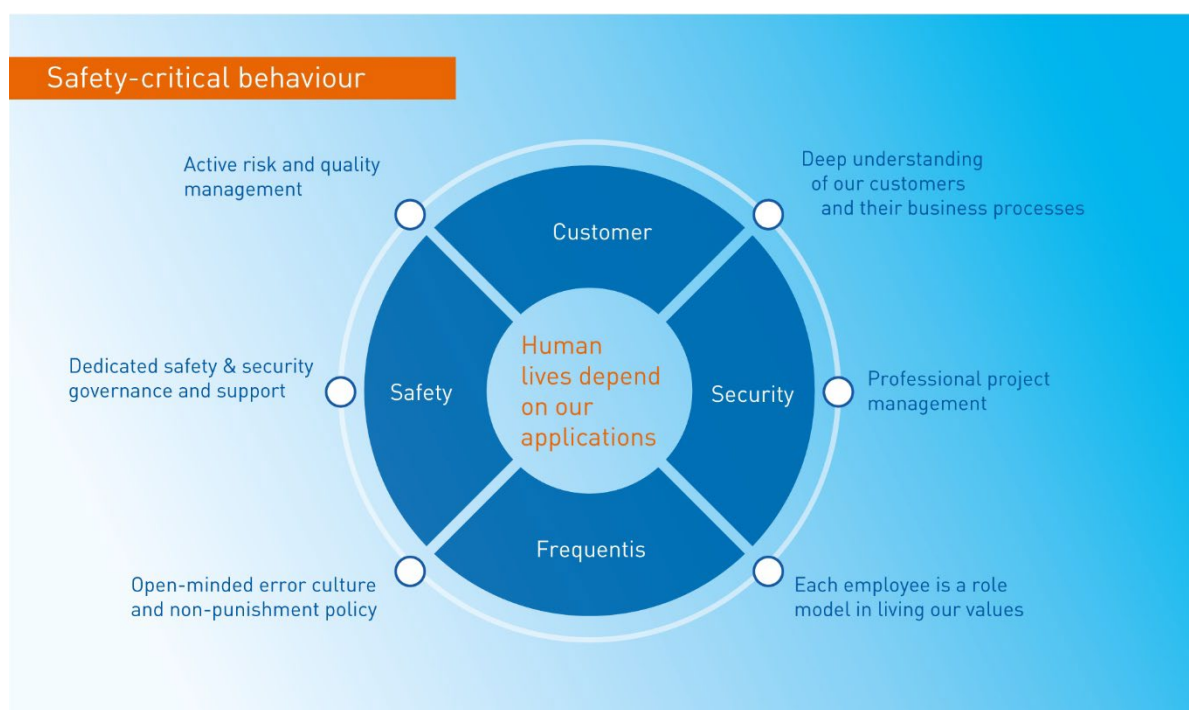 Safety-critical behaviour
Active risk and quality
management
Deep understanding
of our customers
and their business processes
Customer
Dedicated safety & security
governance and support
Safety
Human
lives depend
on our
applications
Security
Professional project
management
Frequentis
Open-minded error culture
and non-punishment policy
Each employee is a role
model in living our values